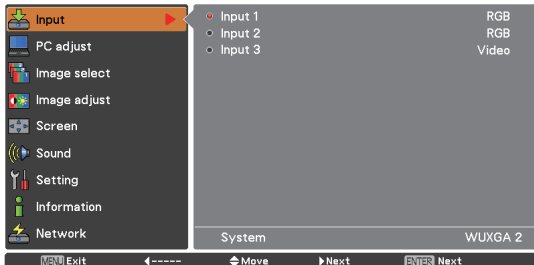 Input
PC adjust
Image select
Image adjust
Screen
Sound
Setting
Information
Network
Input 1 RGB
Input 2 RGB
Input 3 Video
System WUXGA 2
MENU Exit ◀----- Move Next ENTER Next